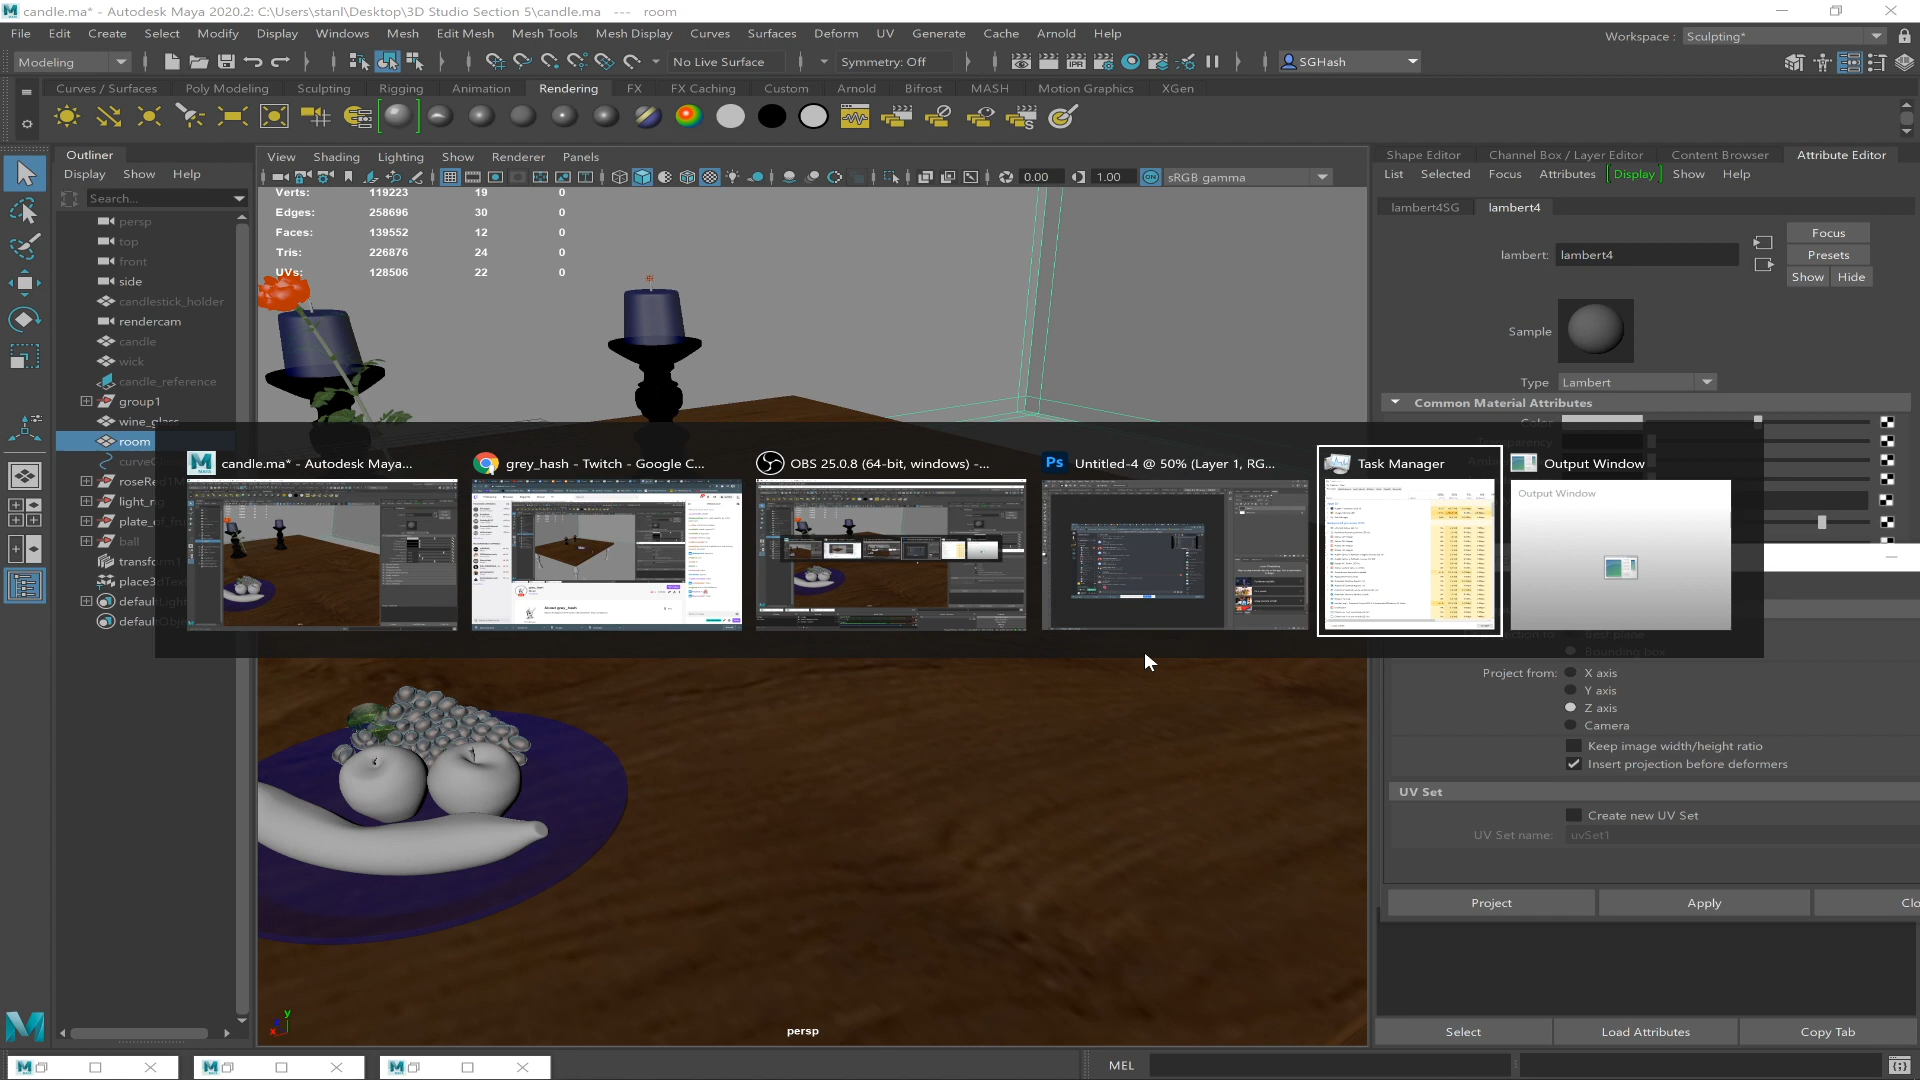 candle.ma* - Autodesk Maya 2020.2: C:\Users\stanl\Desktop\3D Studio Section 5\candle.ma --- room
File Edit Create Select Modify Display Windows Mesh Edit Mesh Mesh Tools Mesh Display Curves Surfaces Deform UV Generate Cache Arnold Help
Workspace : Sculpting*
Modeling No Live Surface Symmetry: Off SGHash
Curves / Surfaces Poly Modeling Sculpting Rigging Animation Rendering FX FX Caching Custom Arnold Bifrost MASH Motion Graphics XGen
Outliner
Display Show Help
Search...
persp
top
front
side
candlestick_holder
rendercam
candle
wick
candle_reference
group1
wine_glass
room
View Shading Lighting Show Renderer Panels
0.00 1.00 ON sRGB gamma
Verts: 119223 19 0
Edges: 258696 30 0
Faces: 139552 12 0
Tris: 226876 24 0
UVs: 128506 22 0
Shape Editor Channel Box / Layer Editor Content Browser Attribute Editor
List Selected Focus Attributes Display Show Help
lambert4SG lambert4
lambert: lambert4
Focus
Presets
Show Hide
Sample
Type Lambert
Common Material Attributes
Color
candle.ma* - Autodesk Maya...
grey_hash - Twitch - Google C...
OBS 25.0.8 (64-bit, windows) -...
Ps Untitled-4 @ 50% (Layer 1, RG...
Task Manager
Output Window
Output Window
Best plane
Bounding box
Project from: X axis
Y axis
Z axis
Camera
Keep image width/height ratio
Insert projection before deformers
UV Set
Create new UV Set
UV Set name: uvSet1
Project Apply Clo
Select Load Attributes Copy Tab
persp
MEL